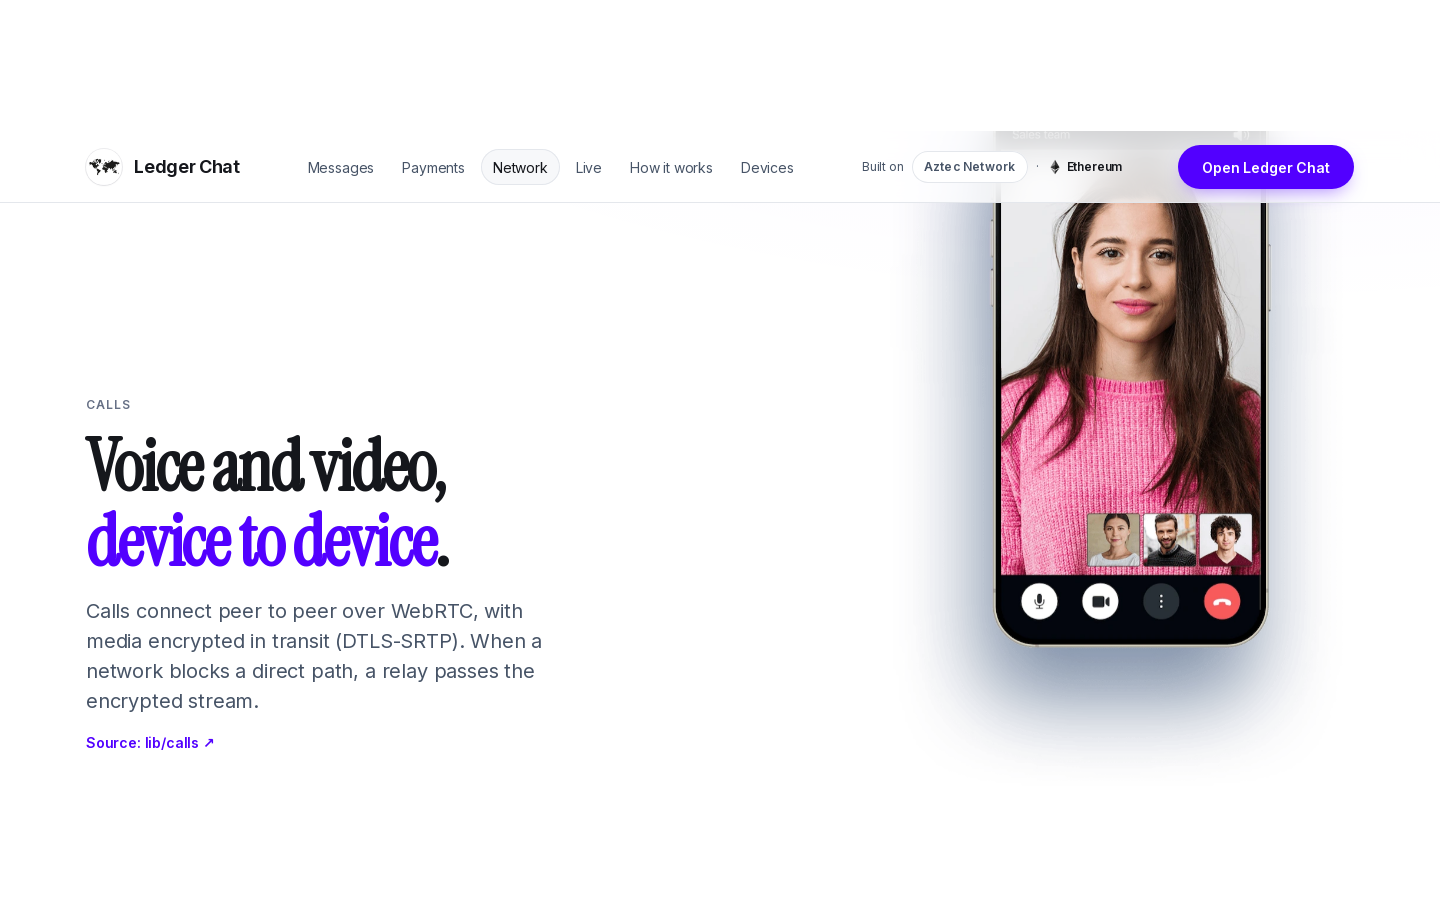 Sales team
Ledger Chat
Messages
Payments
Network
Live
How it works
Devices
Built on
Aztec Network
·
Ethereum
Open Ledger Chat
CALLS
Voice and video,
device to device.
Calls connect peer to peer over WebRTC, with
media encrypted in transit (DTLS-SRTP). When a
network blocks a direct path, a relay passes the
encrypted stream.
Source: lib/calls ↗